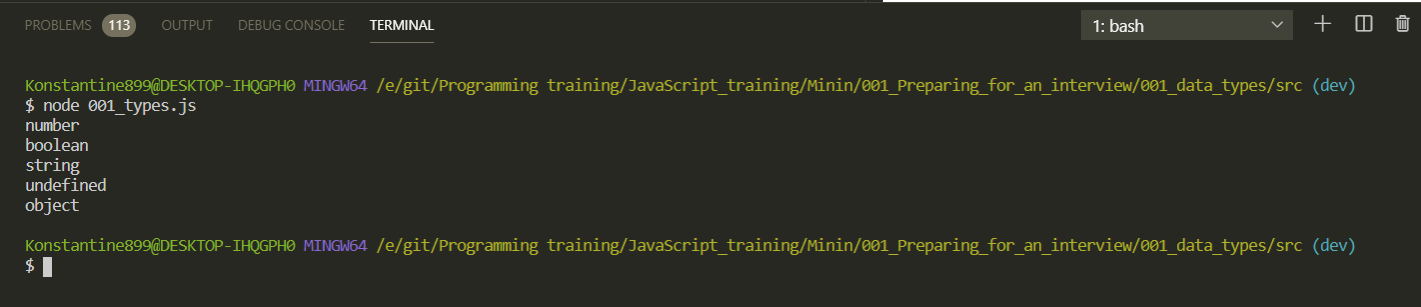 PROBLEMS 113 OUTPUT DEBUG CONSOLE TERMINAL 1: bash
Konstantine899@DESKTOP-IHQGPH0 MINGW64 /e/git/Programming training/JavaScript_training/Minin/001_Preparing_for_an_interview/001_data_types/src (dev)
$ node 001_types.js
number
boolean
string
undefined
object
Konstantine899@DESKTOP-IHQGPH0 MINGW64 /e/git/Programming training/JavaScript_training/Minin/001_Preparing_for_an_interview/001_data_types/src (dev)
$